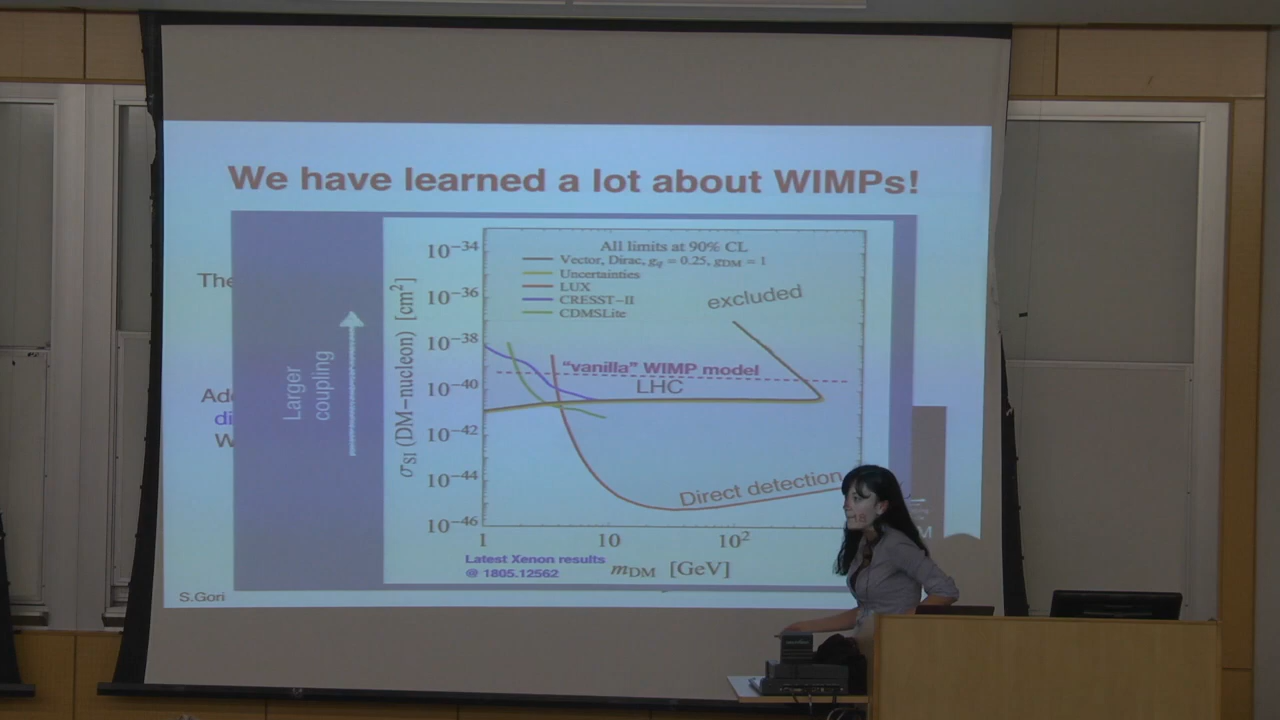 We have learned a lot about WIMPs!
The
Ad
di
W
Larger
coupling
σSI (DM−nucleon) [cm²]
10−34
10−36
10−38
10−40
10−42
10−44
10−46
All limits at 90% CL
Vector, Dirac, gq = 0.25, gDM = 1
Uncertainties
LUX
CRESST−II
CDMSLite
excluded
"vanilla" WIMP model
LHC
Direct detection
1
10
10²
mDM [GeV]
Latest Xenon results
@ 1805.12562
M
S.Gori